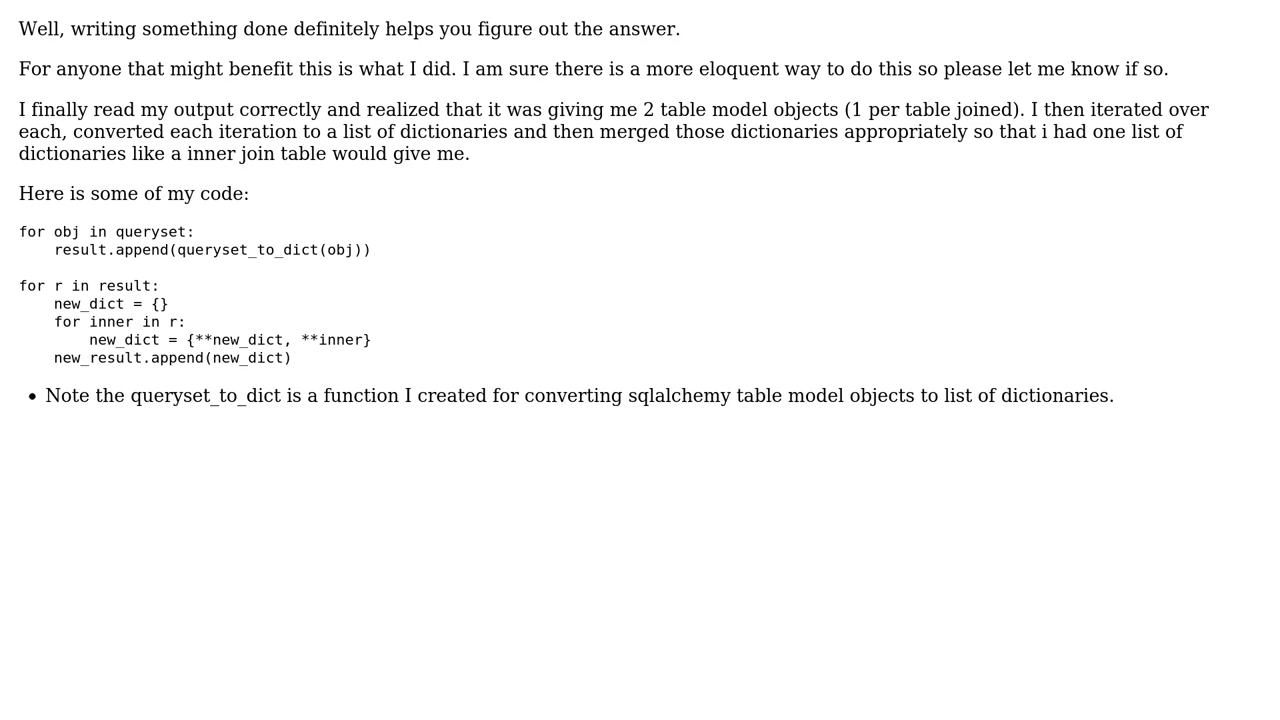 Well, writing something done definitely helps you figure out the answer.
For anyone that might benefit this is what I did. I am sure there is a more eloquent way to do this so please let me know if so.
I finally read my output correctly and realized that it was giving me 2 table model objects (1 per table joined). I then iterated over
each, converted each iteration to a list of dictionaries and then merged those dictionaries appropriately so that i had one list of
dictionaries like a inner join table would give me.
Here is some of my code:
for obj in queryset:
    result.append(queryset_to_dict(obj))

for r in result:
    new_dict = {}
    for inner in r:
        new_dict = {**new_dict, **inner}
    new_result.append(new_dict)
• Note the queryset_to_dict is a function I created for converting sqlalchemy table model objects to list of dictionaries.